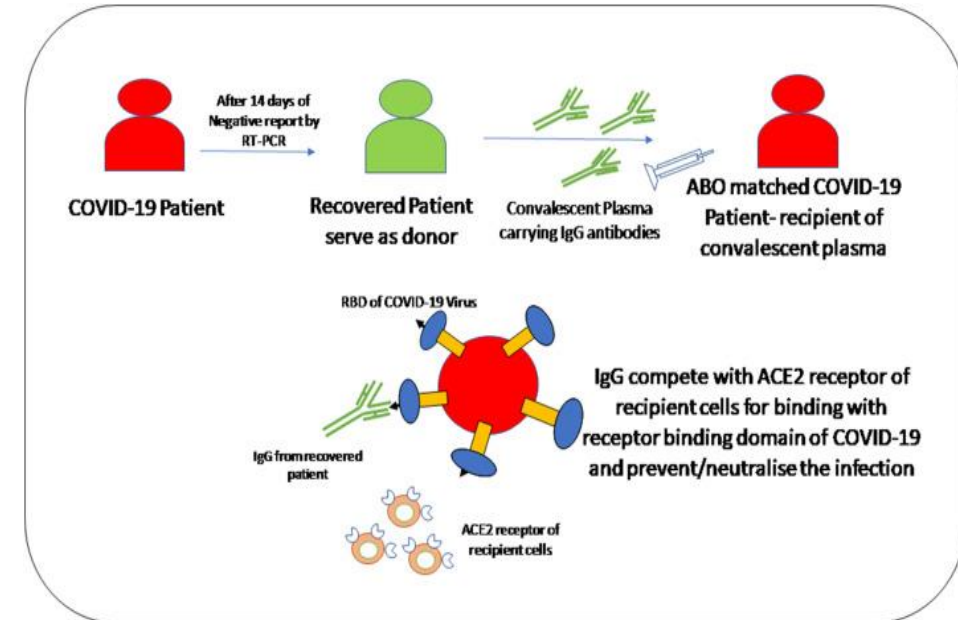 After 14 days of
Negative report by
RT-PCR
COVID-19 Patient
Recovered Patient
serve as donor
Convalescent Plasma
carrying IgG antibodies
ABO matched COVID-19
Patient- recipient of
convalescent plasma
RBD of COVID-19 Virus
IgG from recovered
patient
ACE2 receptor of
recipient cells
IgG compete with ACE2 receptor of
recipient cells for binding with
receptor binding domain of COVID-19
and prevent/neutralise the infection